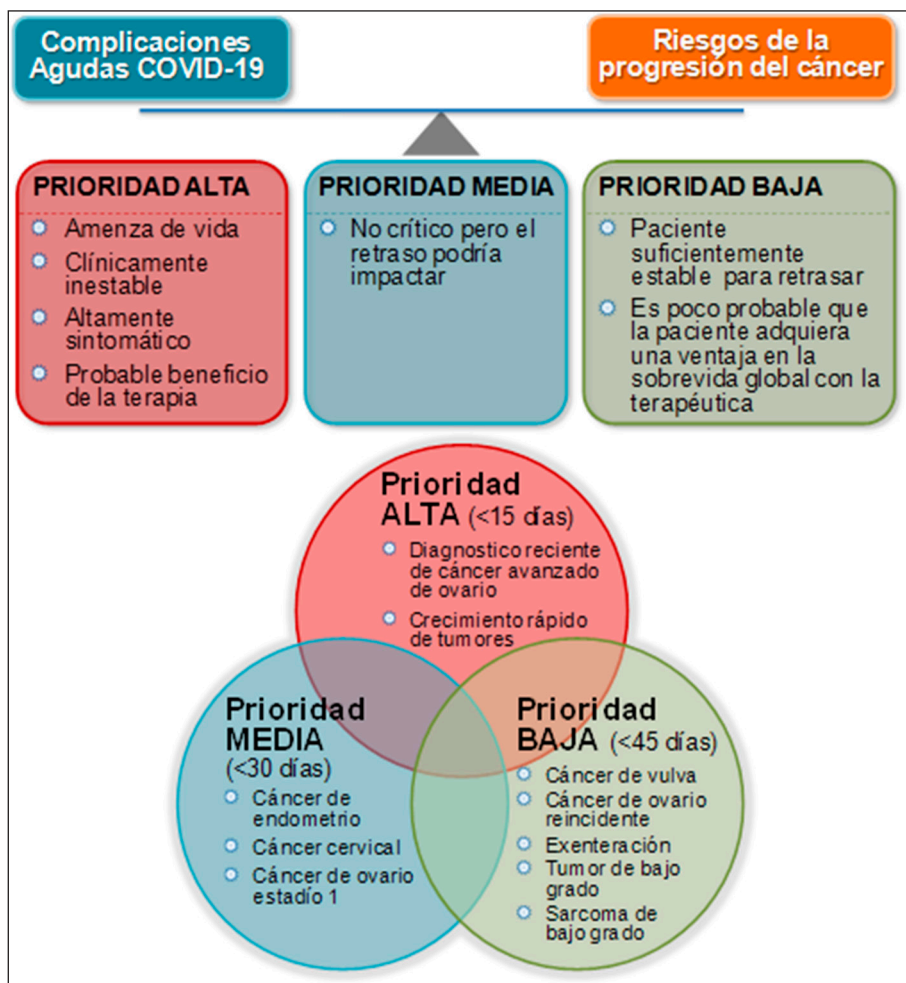 Complicaciones
Agudas COVID-19
Riesgos de la
progresión del cáncer
PRIORIDAD ALTA
Amenza de vida
Clínicamente
inestable
Altamente
sintomático
Probable beneficio
de la terapia
PRIORIDAD MEDIA
No crítico pero el
retraso podría
impactar
PRIORIDAD BAJA
Paciente
suficientemente
estable para retrasar
Es poco probable que
la paciente adquiera
una ventaja en la
sobrevida global con la
terapéutica
Prioridad
ALTA (<15 días)
Diagnostico reciente
de cáncer avanzado
de ovario
Crecimiento rápido
de tumores
Prioridad
MEDIA
(<30 días)
Cáncer de
endometrio
Cáncer cervical
Cáncer de ovario
estadío 1
Prioridad
BAJA (<45 días)
Cáncer de vulva
Cáncer de ovario
reincidente
Exenteración
Tumor de bajo
grado
Sarcoma de
bajo grado